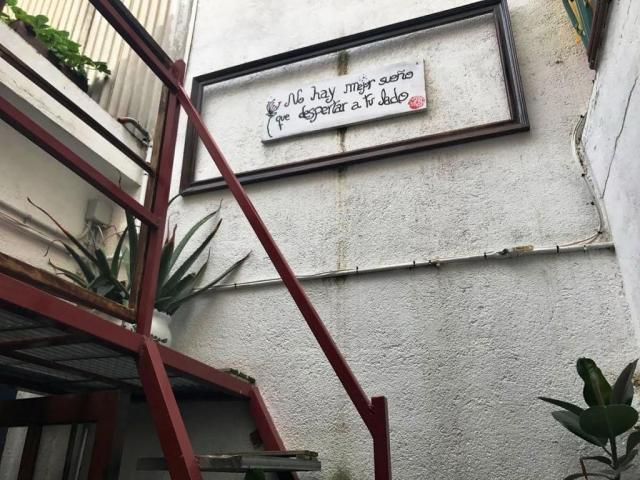 No hay mejor sueño
que despertar a tu lado